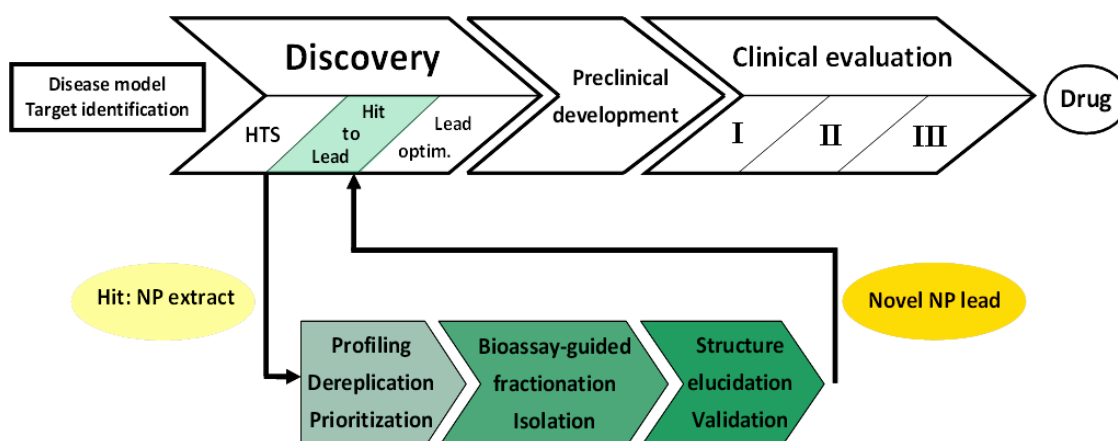 Discovery
Clinical evaluation
Disease model
Target identification
Preclinical
development
Drug
HTS
Hit
to
Lead
Lead
optim.
I
II
III
Hit: NP extract
Novel NP lead
Profiling
Dereplication
Prioritization
Bioassay-guided
fractionation
Isolation
Structure
elucidation
Validation